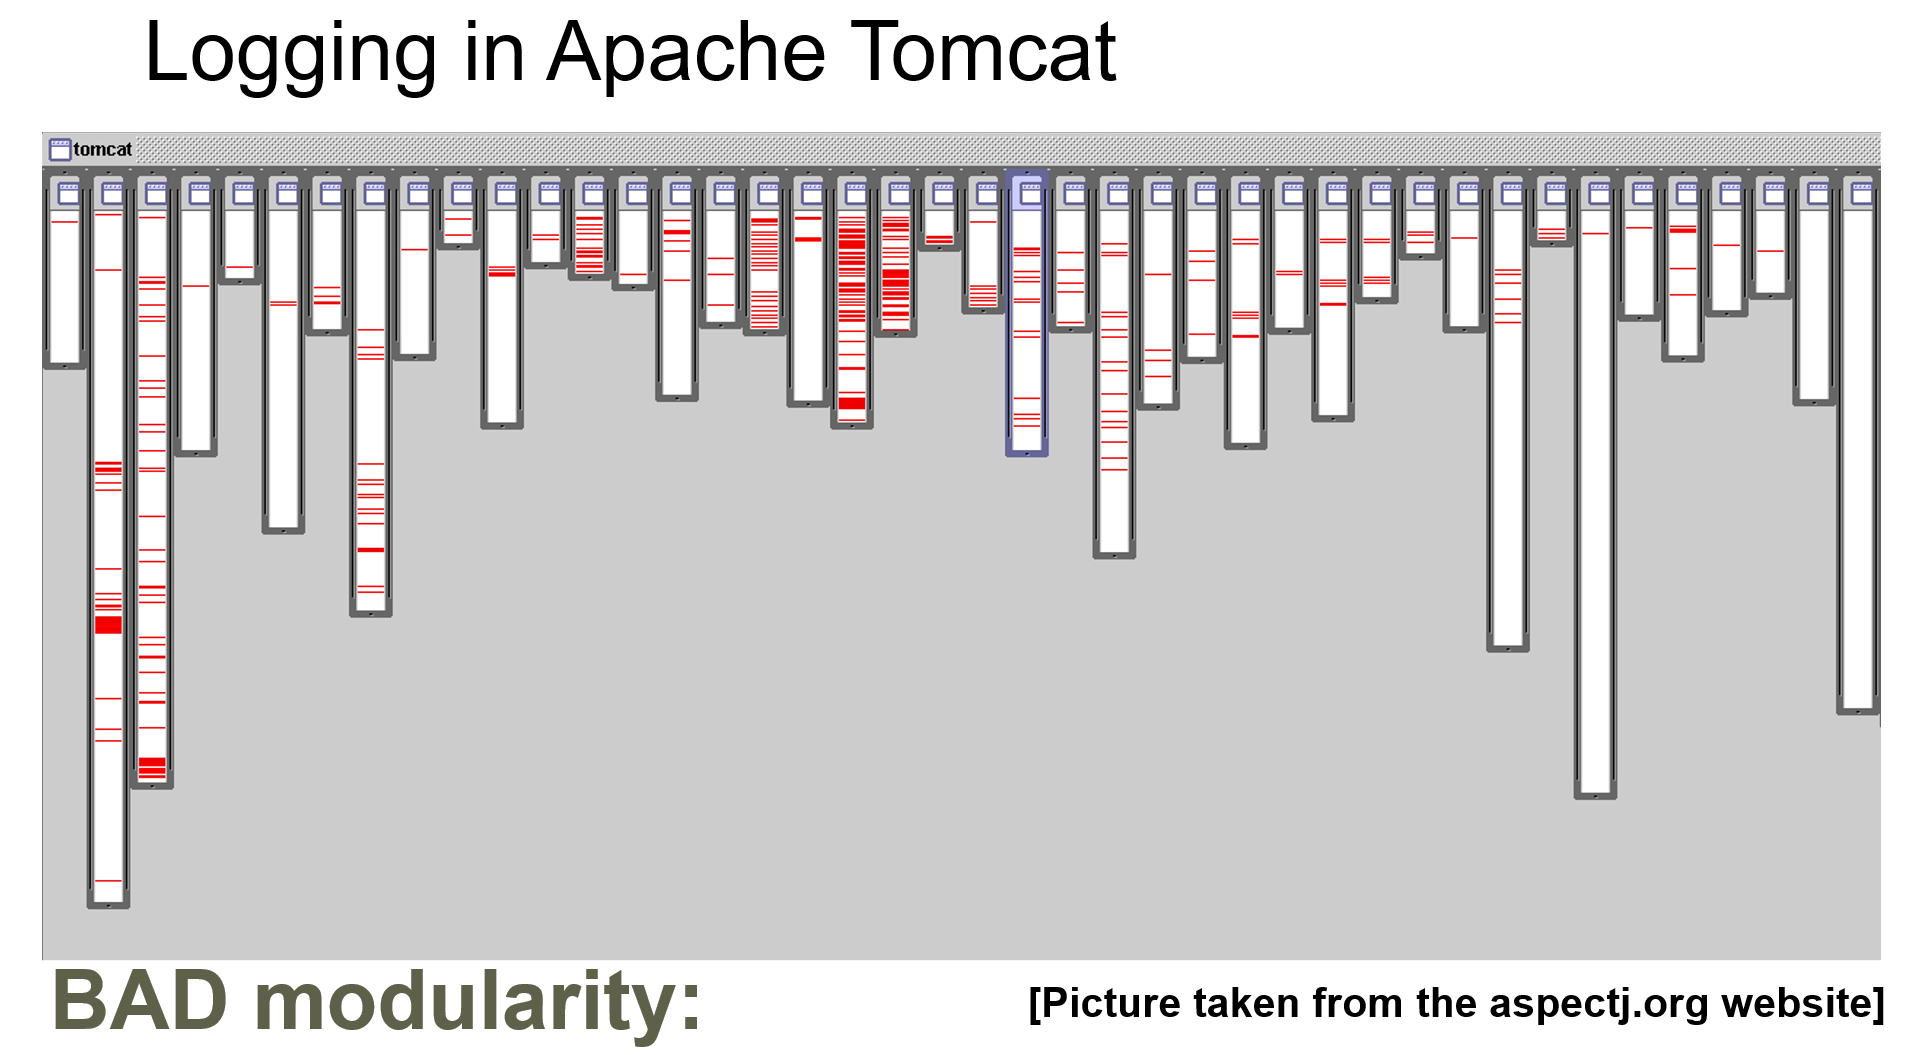 Logging in Apache Tomcat
tomcat
BAD modularity:
[Picture taken from the aspectj.org website]